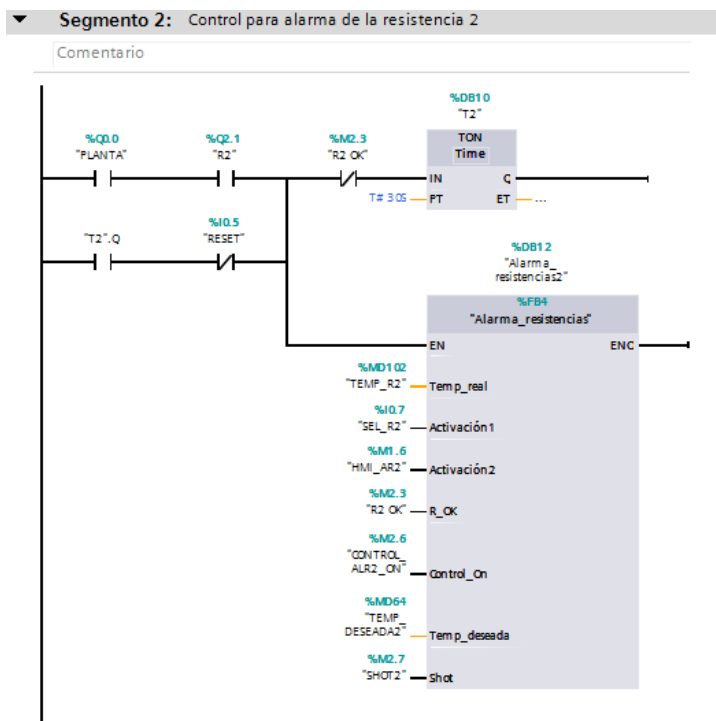 Segmento 2: Control para alarma de la resistencia 2
Comentario
%DB10
"T2"
%Q0.0
"PLANTA"
%Q2.1
"R2"
%M2.3
"R2 OK"
TON
Time
IN Q
T# 30S PT ET ...
"T2".Q
%I0.5
"RESET"
%DB12
"Alarma_
resistencias2"
%FB4
"Alarma_resistencias"
EN ENO
%MD102
"TEMP_R2" Temp_real
%I0.7
"SEL_R2" Activación1
%M1.6
"HMI_AR2" Activación2
%M2.3
"R2 OK" R_OK
%M2.6
"CONTROL_
ALR2_ON" Control_On
%MD64
"TEMP_
DESEADA2" Temp_deseada
%M2.7
"SHOT2" Shot